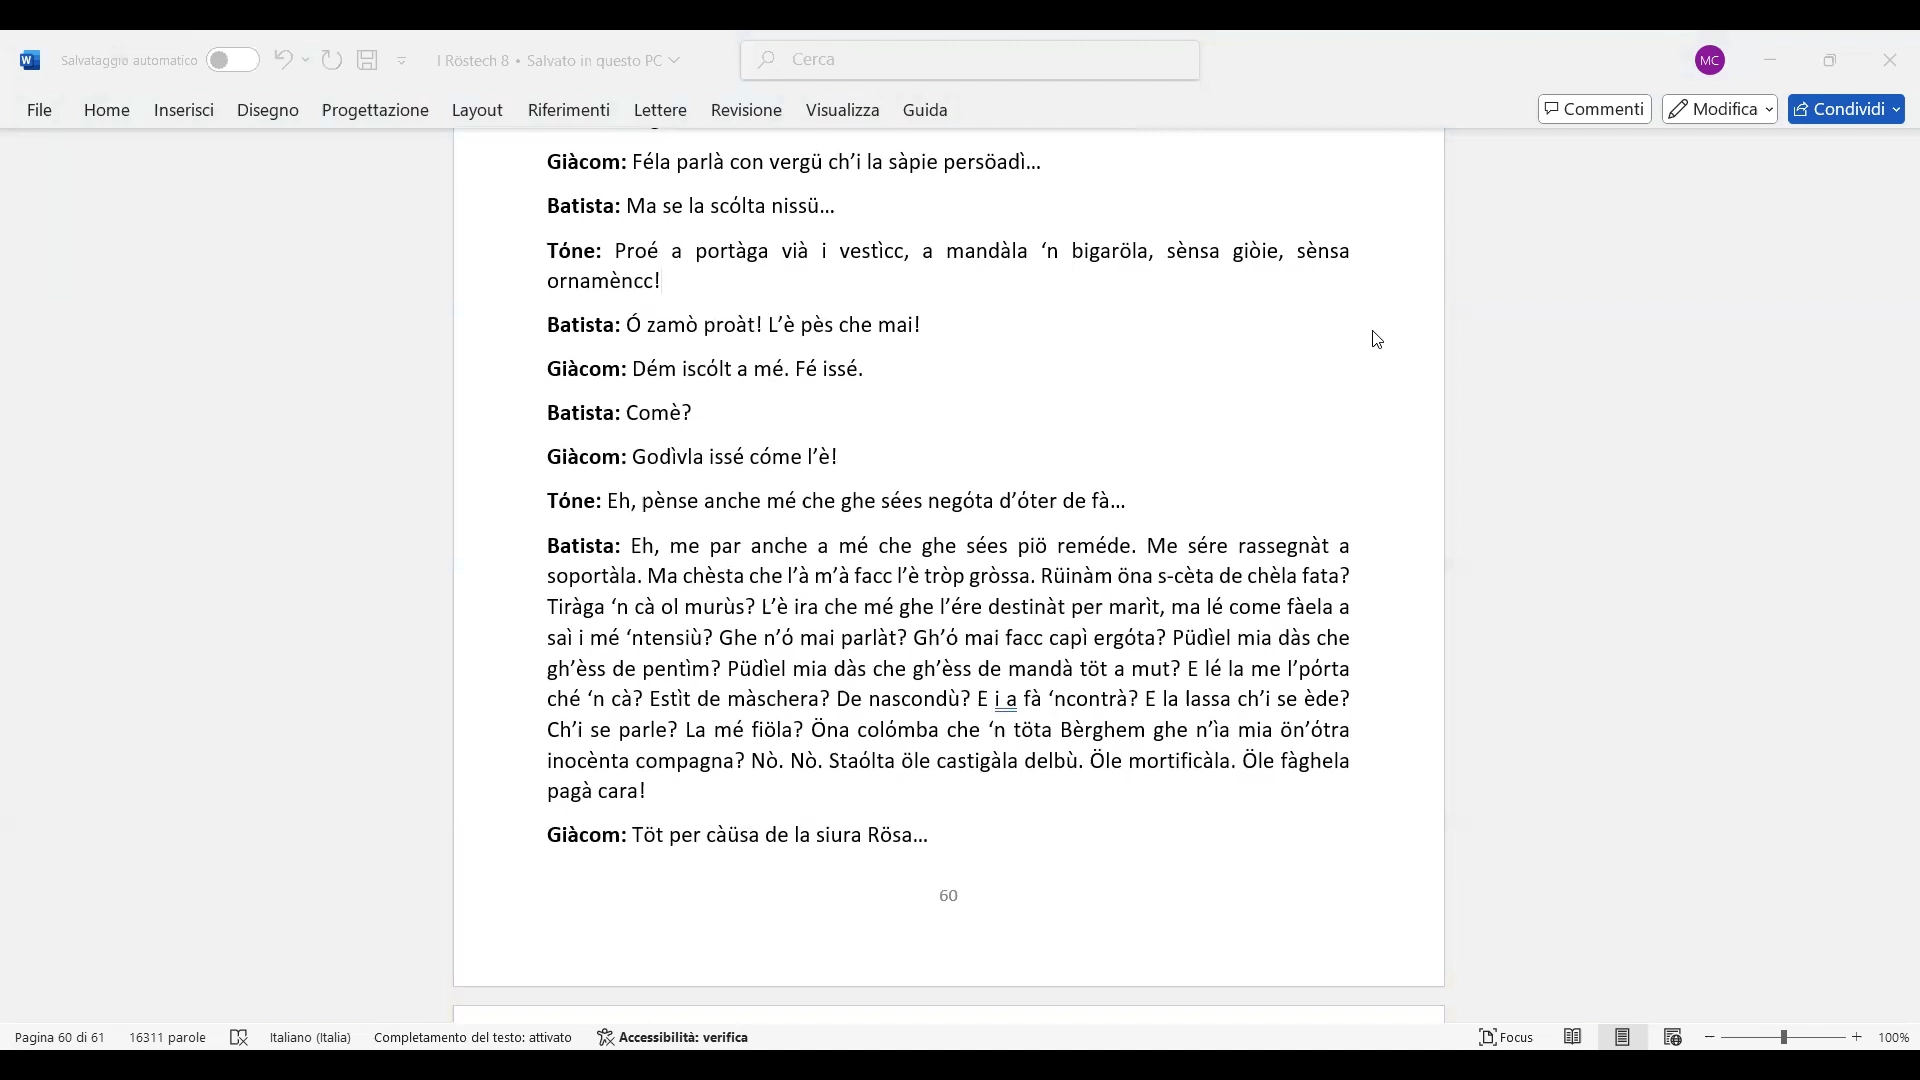 Salvataggio automatico
I Röstech 8 • Salvato in questo PC
Cerca
MC
File Home Inserisci Disegno Progettazione Layout Riferimenti Lettere Revisione Visualizza Guida
Commenti Modifica Condividi
Giàcom: Féla parlà con vergü ch’i la sàpie persöadì...
Batista: Ma se la scólta nissü...
Tóne: Proé a portàga vià i vestìcc, a mandàla ‘n bigaröla, sènsa giòie, sènsa
ornamèncc!
Batista: Ó zamò proàt! L’è pès che mai!
Giàcom: Dém iscólt a mé. Fé issé.
Batista: Comè?
Giàcom: Godìvla issé cóme l’è!
Tóne: Eh, pènse anche mé che ghe sées negóta d’óter de fà...
Batista: Eh, me par anche a mé che ghe sées piö reméde. Me sére rassegnàt a
soportàla. Ma chèsta che l’à m’à facc l’è tròp gròssa. Rüinàm öna s-cèta de chèla fata?
Tiràga ‘n cà ol murùs? L’è ira che mé ghe l’ére destinàt per marìt, ma lé come fàela a
saì i mé ‘ntensiù? Ghe n’ó mai parlàt? Gh’ó mai facc capì ergóta? Püdìel mia dàs che
gh’èss de pentìm? Püdìel mia dàs che gh’èss de mandà töt a mut? E lé la me l’pórta
ché ‘n cà? Estìt de màschera? De nascondù? E i a fà ‘ncontrà? E la lassa ch’i se ède?
Ch’i se parle? La mé fiöla? Öna colómba che ‘n töta Bèrghem ghe n’ìa mia ön’ótra
inocènta compagna? Nò. Nò. Staólta öle castigàla delbù. Öle mortificàla. Öle fàghela
pagà cara!
Giàcom: Töt per càüsa de la siura Rösa...
60
Pagina 60 di 61 16311 parole Italiano (Italia) Completamento del testo: attivato Accessibilità: verifica Focus 100%